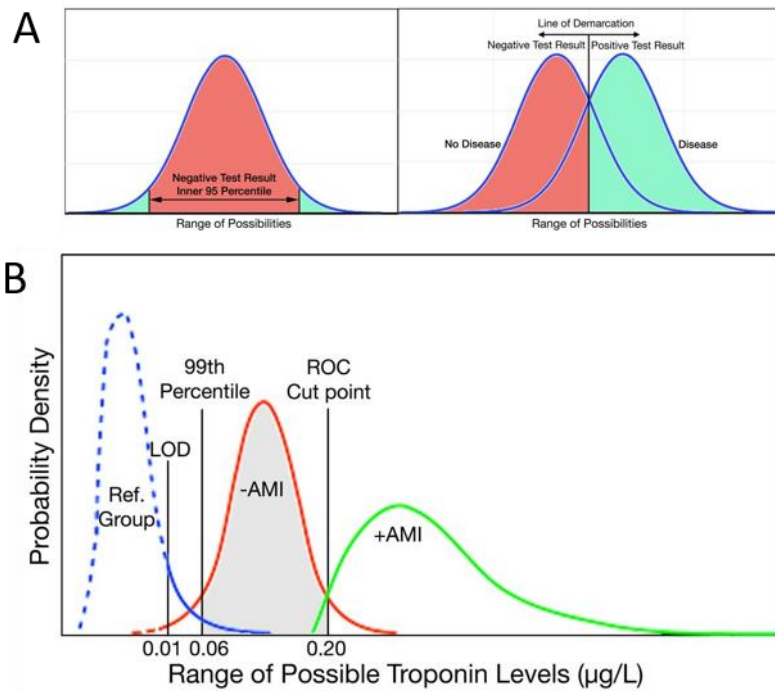 A
Negative Test Result
Inner 95 Percentile
Range of Possibilities
Line of Demarcation
Negative Test Result
Positive Test Result
No Disease
Disease
Range of Possibilities
B
Probability Density
Ref.
Group
LOD
99th
Percentile
-AMI
ROC
Cut point
+AMI
0.01 0.06 0.20
Range of Possible Troponin Levels (µg/L)